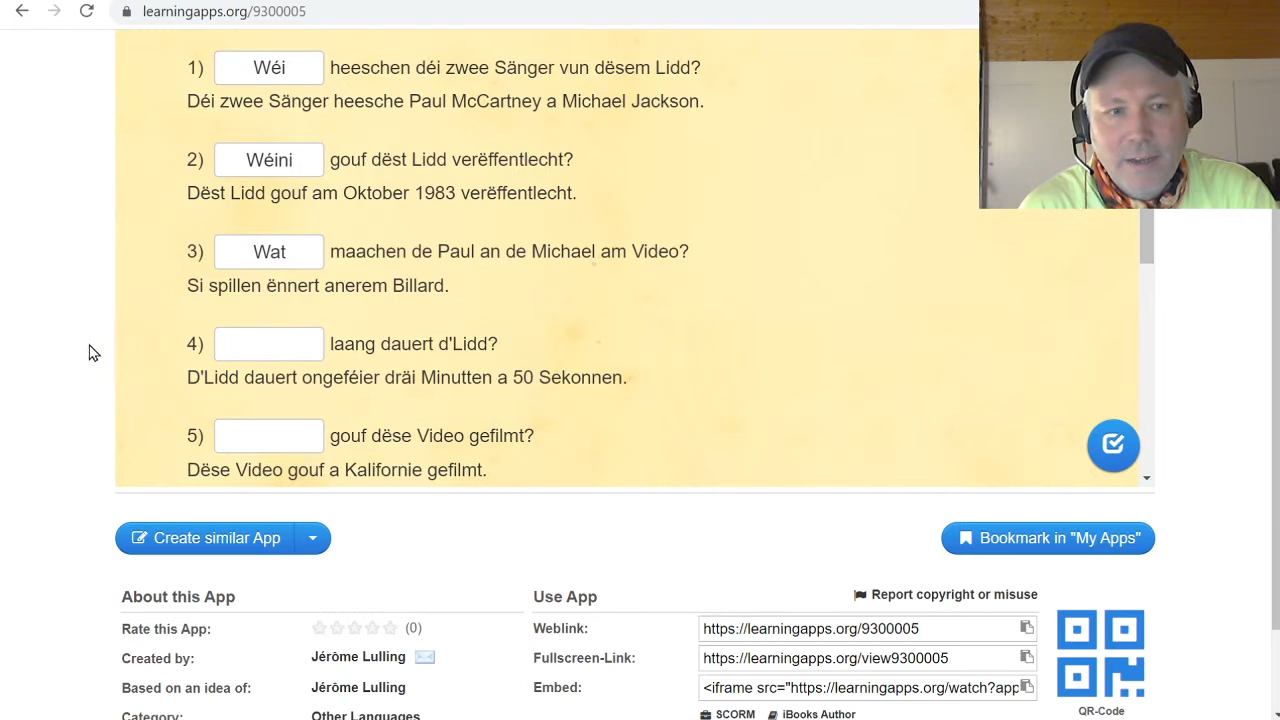 learningapps.org/9300005
1) Wéi heeschen déi zwee Sänger vun dësem Lidd?
Déi zwee Sänger heesche Paul McCartney a Michael Jackson.
2) Wéini gouf dëst Lidd verëffentlecht?
Dëst Lidd gouf am Oktober 1983 verëffentlecht.
3) Wat maachen de Paul an de Michael am Video?
Si spillen ënnert anerem Billard.
4) laang dauert d'Lidd?
D'Lidd dauert ongeféier dräi Minutten a 50 Sekonnen.
5) gouf dëse Video gefilmt?
Dëse Video gouf a Kalifornie gefilmt.
Create similar App
Bookmark in "My Apps"
About this App
Rate this App: (0)
Created by: Jérôme Lulling
Based on an idea of: Jérôme Lulling
Category: Other Languages
Use App
Report copyright or misuse
Weblink: https://learningapps.org/9300005
Fullscreen-Link: https://learningapps.org/view9300005
Embed: <iframe src="https://learningapps.org/watch?app
SCORM iBooks Author
QR-Code